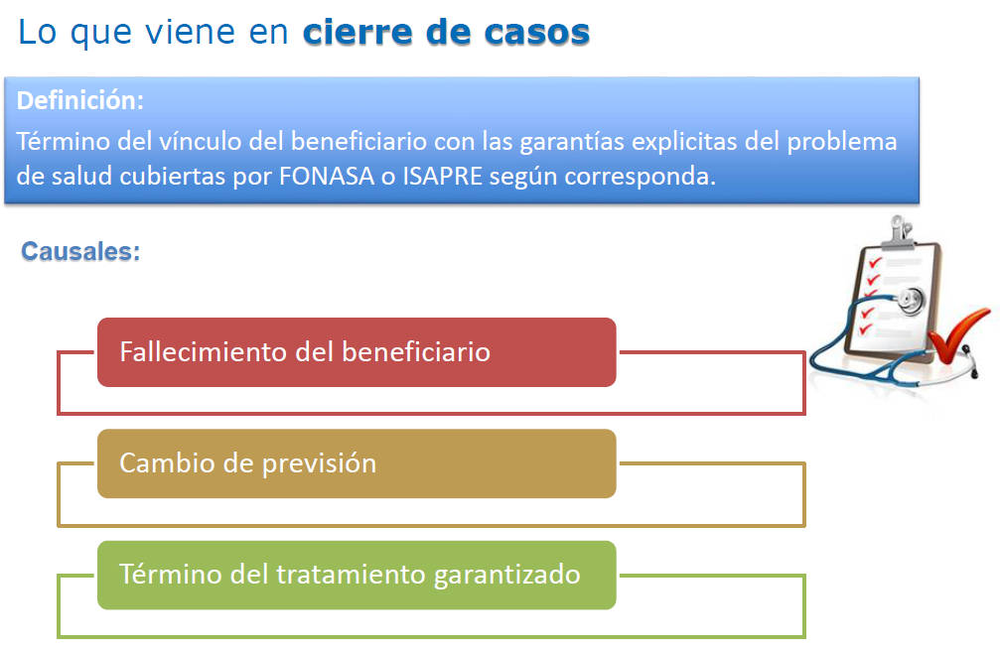 Lo que viene en cierre de casos
Definición:
Término del vínculo del beneficiario con las garantías explicitas del problema
de salud cubiertas por FONASA o ISAPRE según corresponda.
Causales:
Fallecimiento del beneficiario
Cambio de previsión
Término del tratamiento garantizado